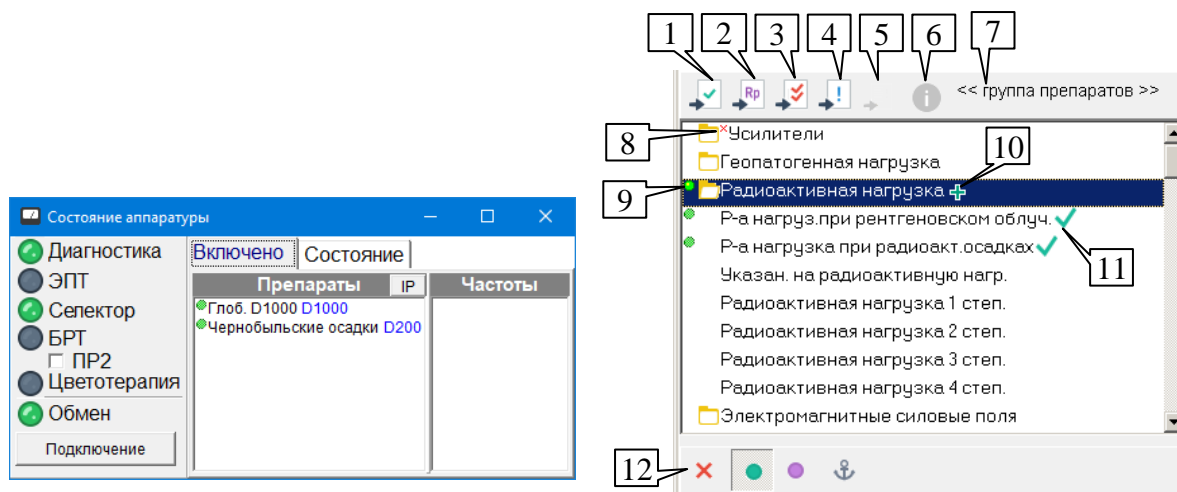 Состояние аппаратуры
Диагностика
ЭПТ
Селектор
БРТ
ПР2
Цветотерапия
Обмен
Подключение
Включено Состояние
Препараты IP Частоты
Глоб. D1000 D1000
Чернобыльские осадки D200
1 2 3 4 5 6 7
Rp ! i << группа препаратов >>
8 Усилители
Геопатогенная нагрузка
10
9 Радиоактивная нагрузка
Р-а нагруз.при рентгеновском облуч.
Р-а нагрузка при радиоакт.осадках
11
Указан. на радиоактивную нагр.
Радиоактивная нагрузка 1 степ.
Радиоактивная нагрузка 2 степ.
Радиоактивная нагрузка 3 степ.
Радиоактивная нагрузка 4 степ.
Электромагнитные силовые поля
12